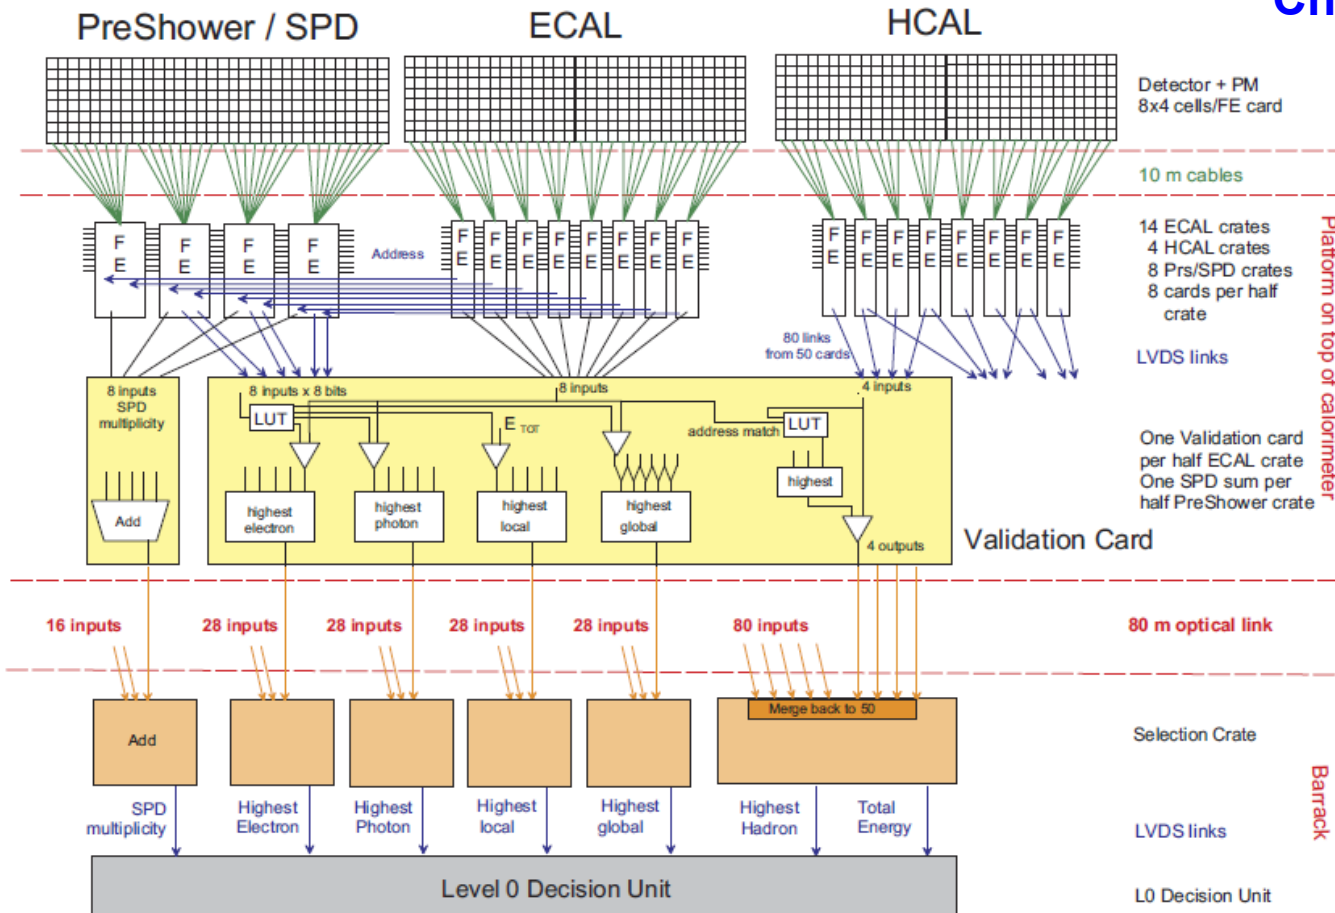 PreShower / SPD
ECAL
HCAL
Detector + PM
8x4 cells/FE card
10 m cables
F
E
F
E
F
E
F
E
Address
F
E
F
E
F
E
F
E
F
E
F
E
F
E
F
E
F
E
F
E
F
E
F
E
F
E
F
E
F
E
F
E
14 ECAL crates
4 HCAL crates
8 Prs/SPD crates
8 cards per half
crate
Platform on top of calorimeter
80 links
from 50 cards
LVDS links
8 inputs
SPD
multiplicity
8 inputs x 8 bits
8 inputs
4 inputs
LUT
E TOT
address match
LUT
One Validation card
per half ECAL crate
One SPD sum per
half PreShower crate
Add
highest
electron
highest
photon
highest
local
highest
global
highest
4 outputs
Validation Card
16 inputs
28 inputs
28 inputs
28 inputs
28 inputs
80 inputs
80 m optical link
Add
Merge back to 50
Selection Crate
Barrack
SPD
multiplicity
Highest
Electron
Highest
Photon
Highest
local
Highest
global
Highest
Hadron
Total
Energy
LVDS links
Level 0 Decision Unit
L0 Decision Unit